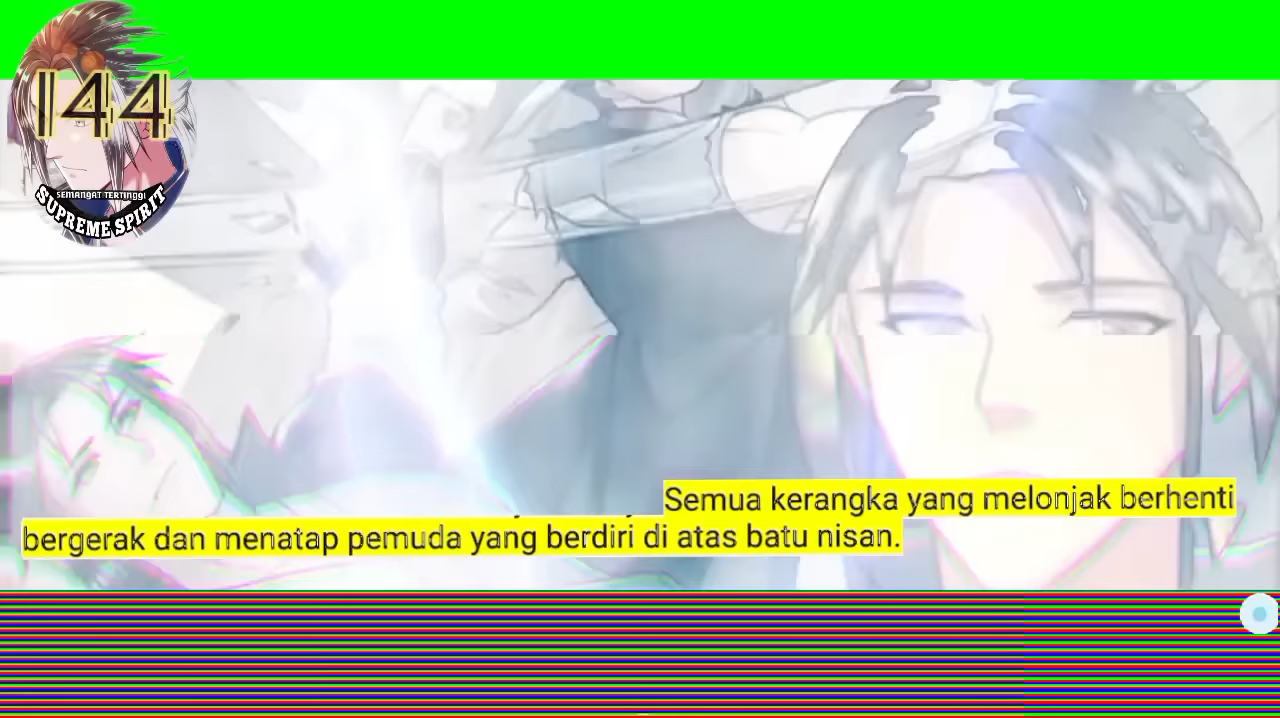 144
SEMANGAT TERTINGGI
SUPREME SPIRIT
Semua kerangka yang melonjak berhenti
bergerak dan menatap pemuda yang berdiri di atas batu nisan.